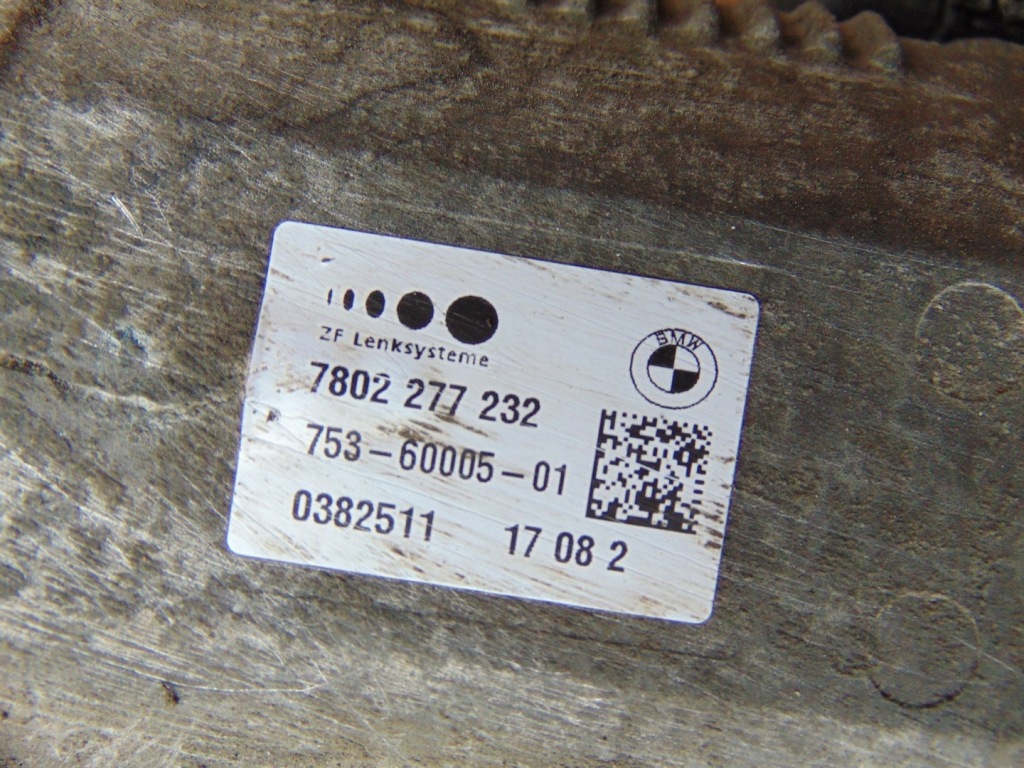 ZF Lenksysteme
BMW
7802 277 232
753-60005-01
0382511 17 08 2